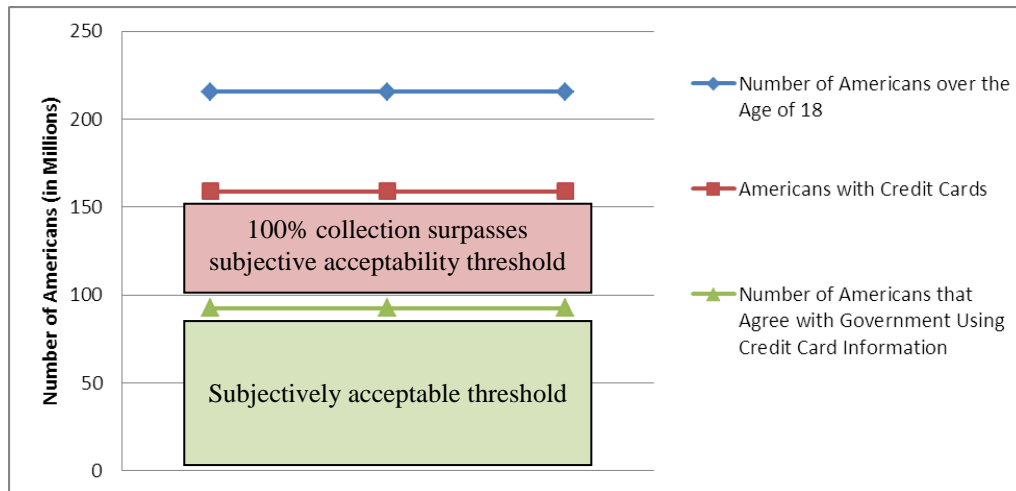 250
200
150
100
50
0
Number of Americans (in Millions)
100% collection surpasses
subjective acceptability threshold
Subjectively acceptable threshold
Number of Americans over the
Age of 18
Americans with Credit Cards
Number of Americans that
Agree with Government Using
Credit Card Information